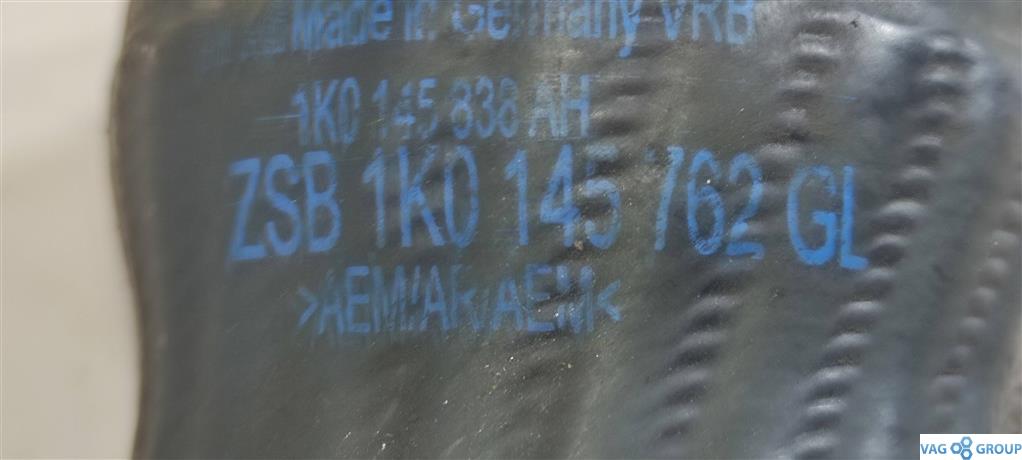 Made in Germany VRB
1K0 145 838 AH
ZSB 1K0 145 762 GL
>AEM/AR/AEM<
VAG GROUP